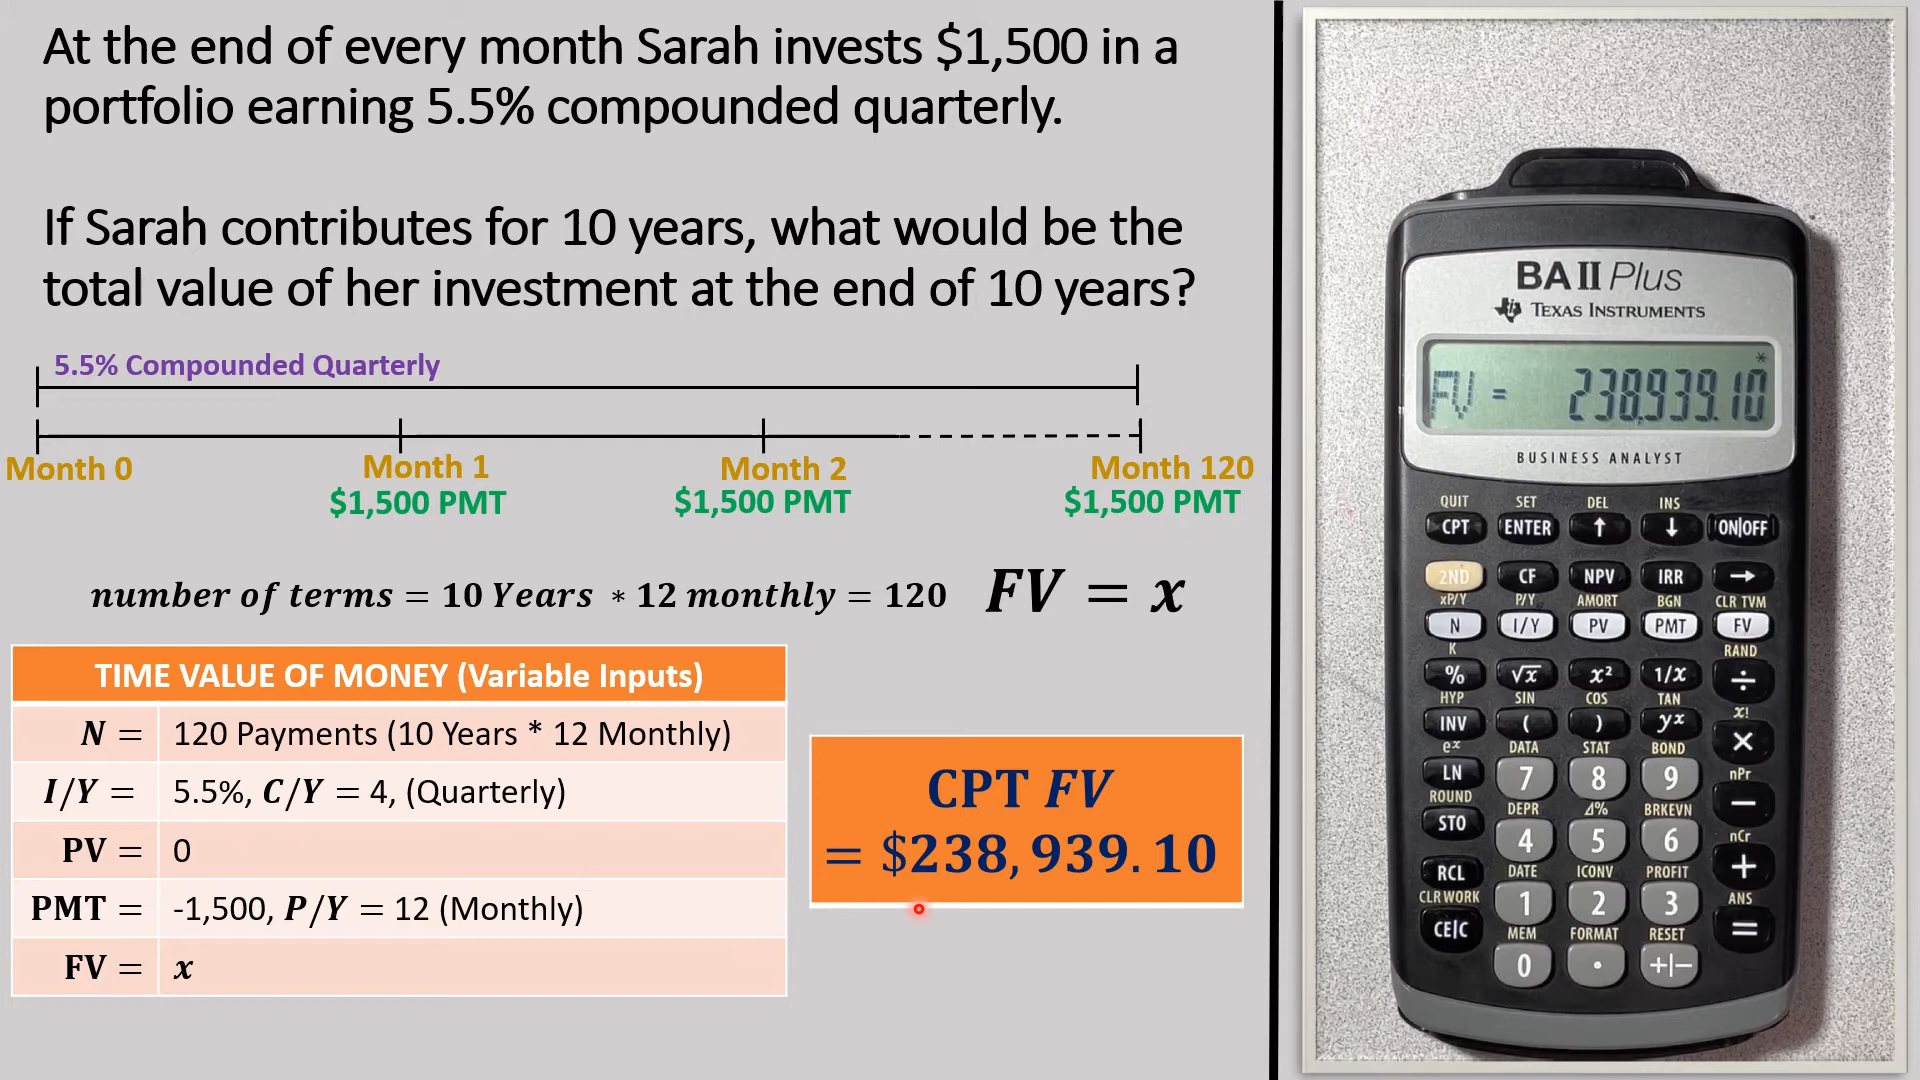 At the end of every month Sarah invests $1,500 in a
portfolio earning 5.5% compounded quarterly.
If Sarah contributes for 10 years, what would be the
total value of her investment at the end of 10 years?
5.5% Compounded Quarterly
Month 0 Month 1 Month 2 Month 120
$1,500 PMT $1,500 PMT $1,500 PMT
number of terms = 10 Years * 12 monthly = 120 FV = x
TIME VALUE OF MONEY (Variable Inputs)
N = 120 Payments (10 Years * 12 Monthly)
I/Y = 5.5%, C/Y = 4, (Quarterly)
PV = 0
PMT = -1,500, P/Y = 12 (Monthly)
FV = x
CPT FV
= $238,939.10
BA II Plus
TEXAS INSTRUMENTS
*
FV = 238,939.10
BUSINESS ANALYST
QUIT SET DEL INS
CPT ENTER ↑ ↓ ON|OFF
2ND CF NPV IRR →
xP/Y P/Y AMORT BGN CLR TVM
N I/Y PV PMT FV
K RAND
% √x x² 1/x ÷
HYP SIN COS TAN x!
INV ( ) yˣ ×
eˣ DATA STAT BOND nPr
LN 7 8 9 −
ROUND DEPR Δ% BRKEVN nCr
STO 4 5 6 +
DATE ICONV PROFIT
RCL 1 2 3
CLR WORK ANS
CE|C =
MEM FORMAT RESET
0 . +|−